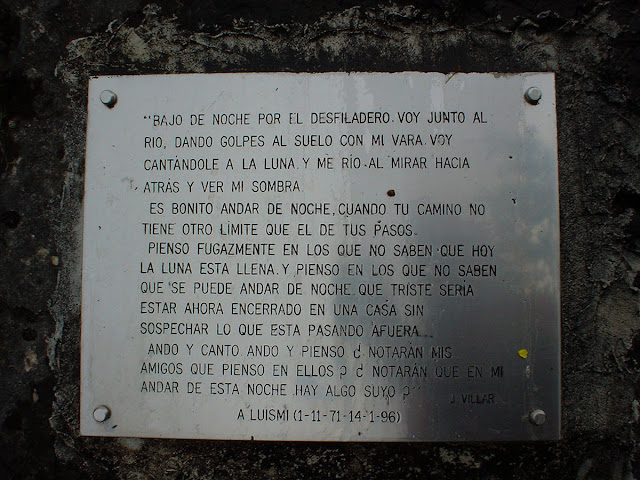 "BAJO DE NOCHE POR EL DESFILADERO. VOY JUNTO AL
RIO, DANDO GOLPES AL SUELO CON MI VARA. VOY
CANTÁNDOLE A LA LUNA. Y ME RÍO AL MIRAR HACIA
ATRÁS Y VER MI SOMBRA.
ES BONITO ANDAR DE NOCHE, CUANDO TU CAMINO NO
TIENE OTRO LÍMITE QUE EL DE TUS PASOS.
PIENSO FUGAZMENTE EN LOS QUE NO SABEN QUE HOY
LA LUNA ESTA LLENA. Y PIENSO EN LOS QUE NO SABEN
QUE SE PUEDE ANDAR DE NOCHE. QUE TRISTE SERÍA
ESTAR AHORA ENCERRADO EN UNA CASA SIN
SOSPECHAR LO QUE ESTA PASANDO AFUERA...
ANDO Y CANTO. ANDO Y PIENSO ¿ NOTARÁN MIS
AMIGOS QUE PIENSO EN ELLOS ? ¿ NOTARÁN QUE EN MI
ANDAR DE ESTA NOCHE HAY ALGO SUYO ?"
J. VILLAR
A LUISMI (1-11-71-14-1-96)